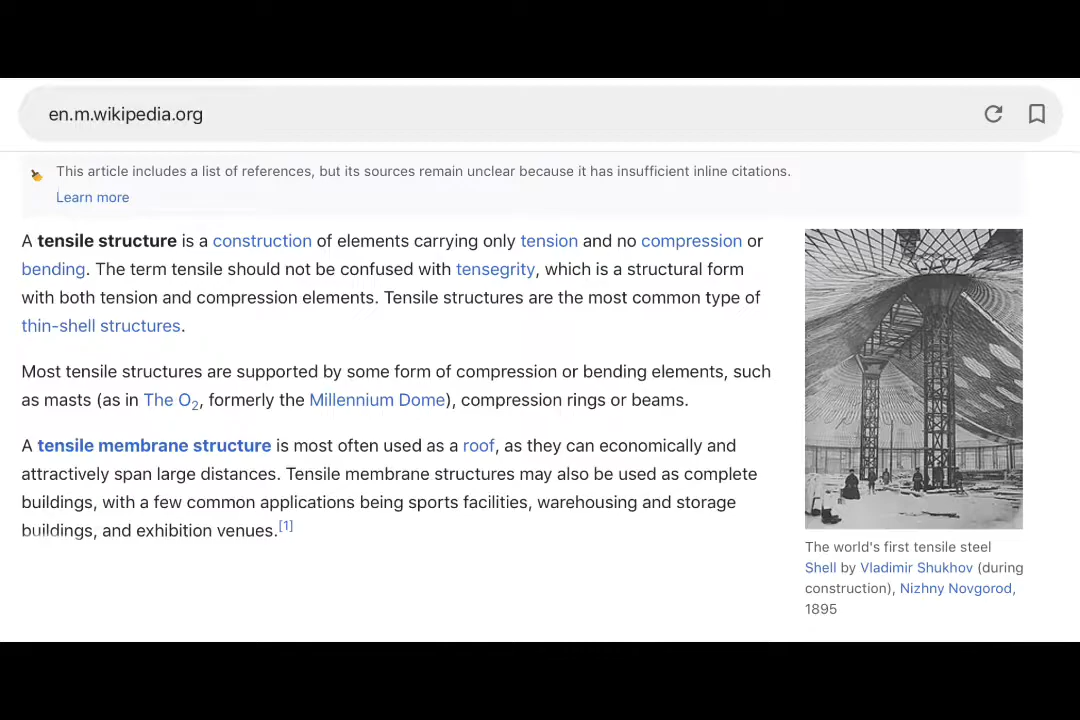 en.m.wikipedia.org
This article includes a list of references, but its sources remain unclear because it has insufficient inline citations.
Learn more
A tensile structure is a construction of elements carrying only tension and no compression or
bending. The term tensile should not be confused with tensegrity, which is a structural form
with both tension and compression elements. Tensile structures are the most common type of
thin-shell structures.
Most tensile structures are supported by some form of compression or bending elements, such
as masts (as in The O₂, formerly the Millennium Dome), compression rings or beams.
A tensile membrane structure is most often used as a roof, as they can economically and
attractively span large distances. Tensile membrane structures may also be used as complete
buildings, with a few common applications being sports facilities, warehousing and storage
buildings, and exhibition venues.[1]
The world's first tensile steel
Shell by Vladimir Shukhov (during
construction), Nizhny Novgorod,
1895